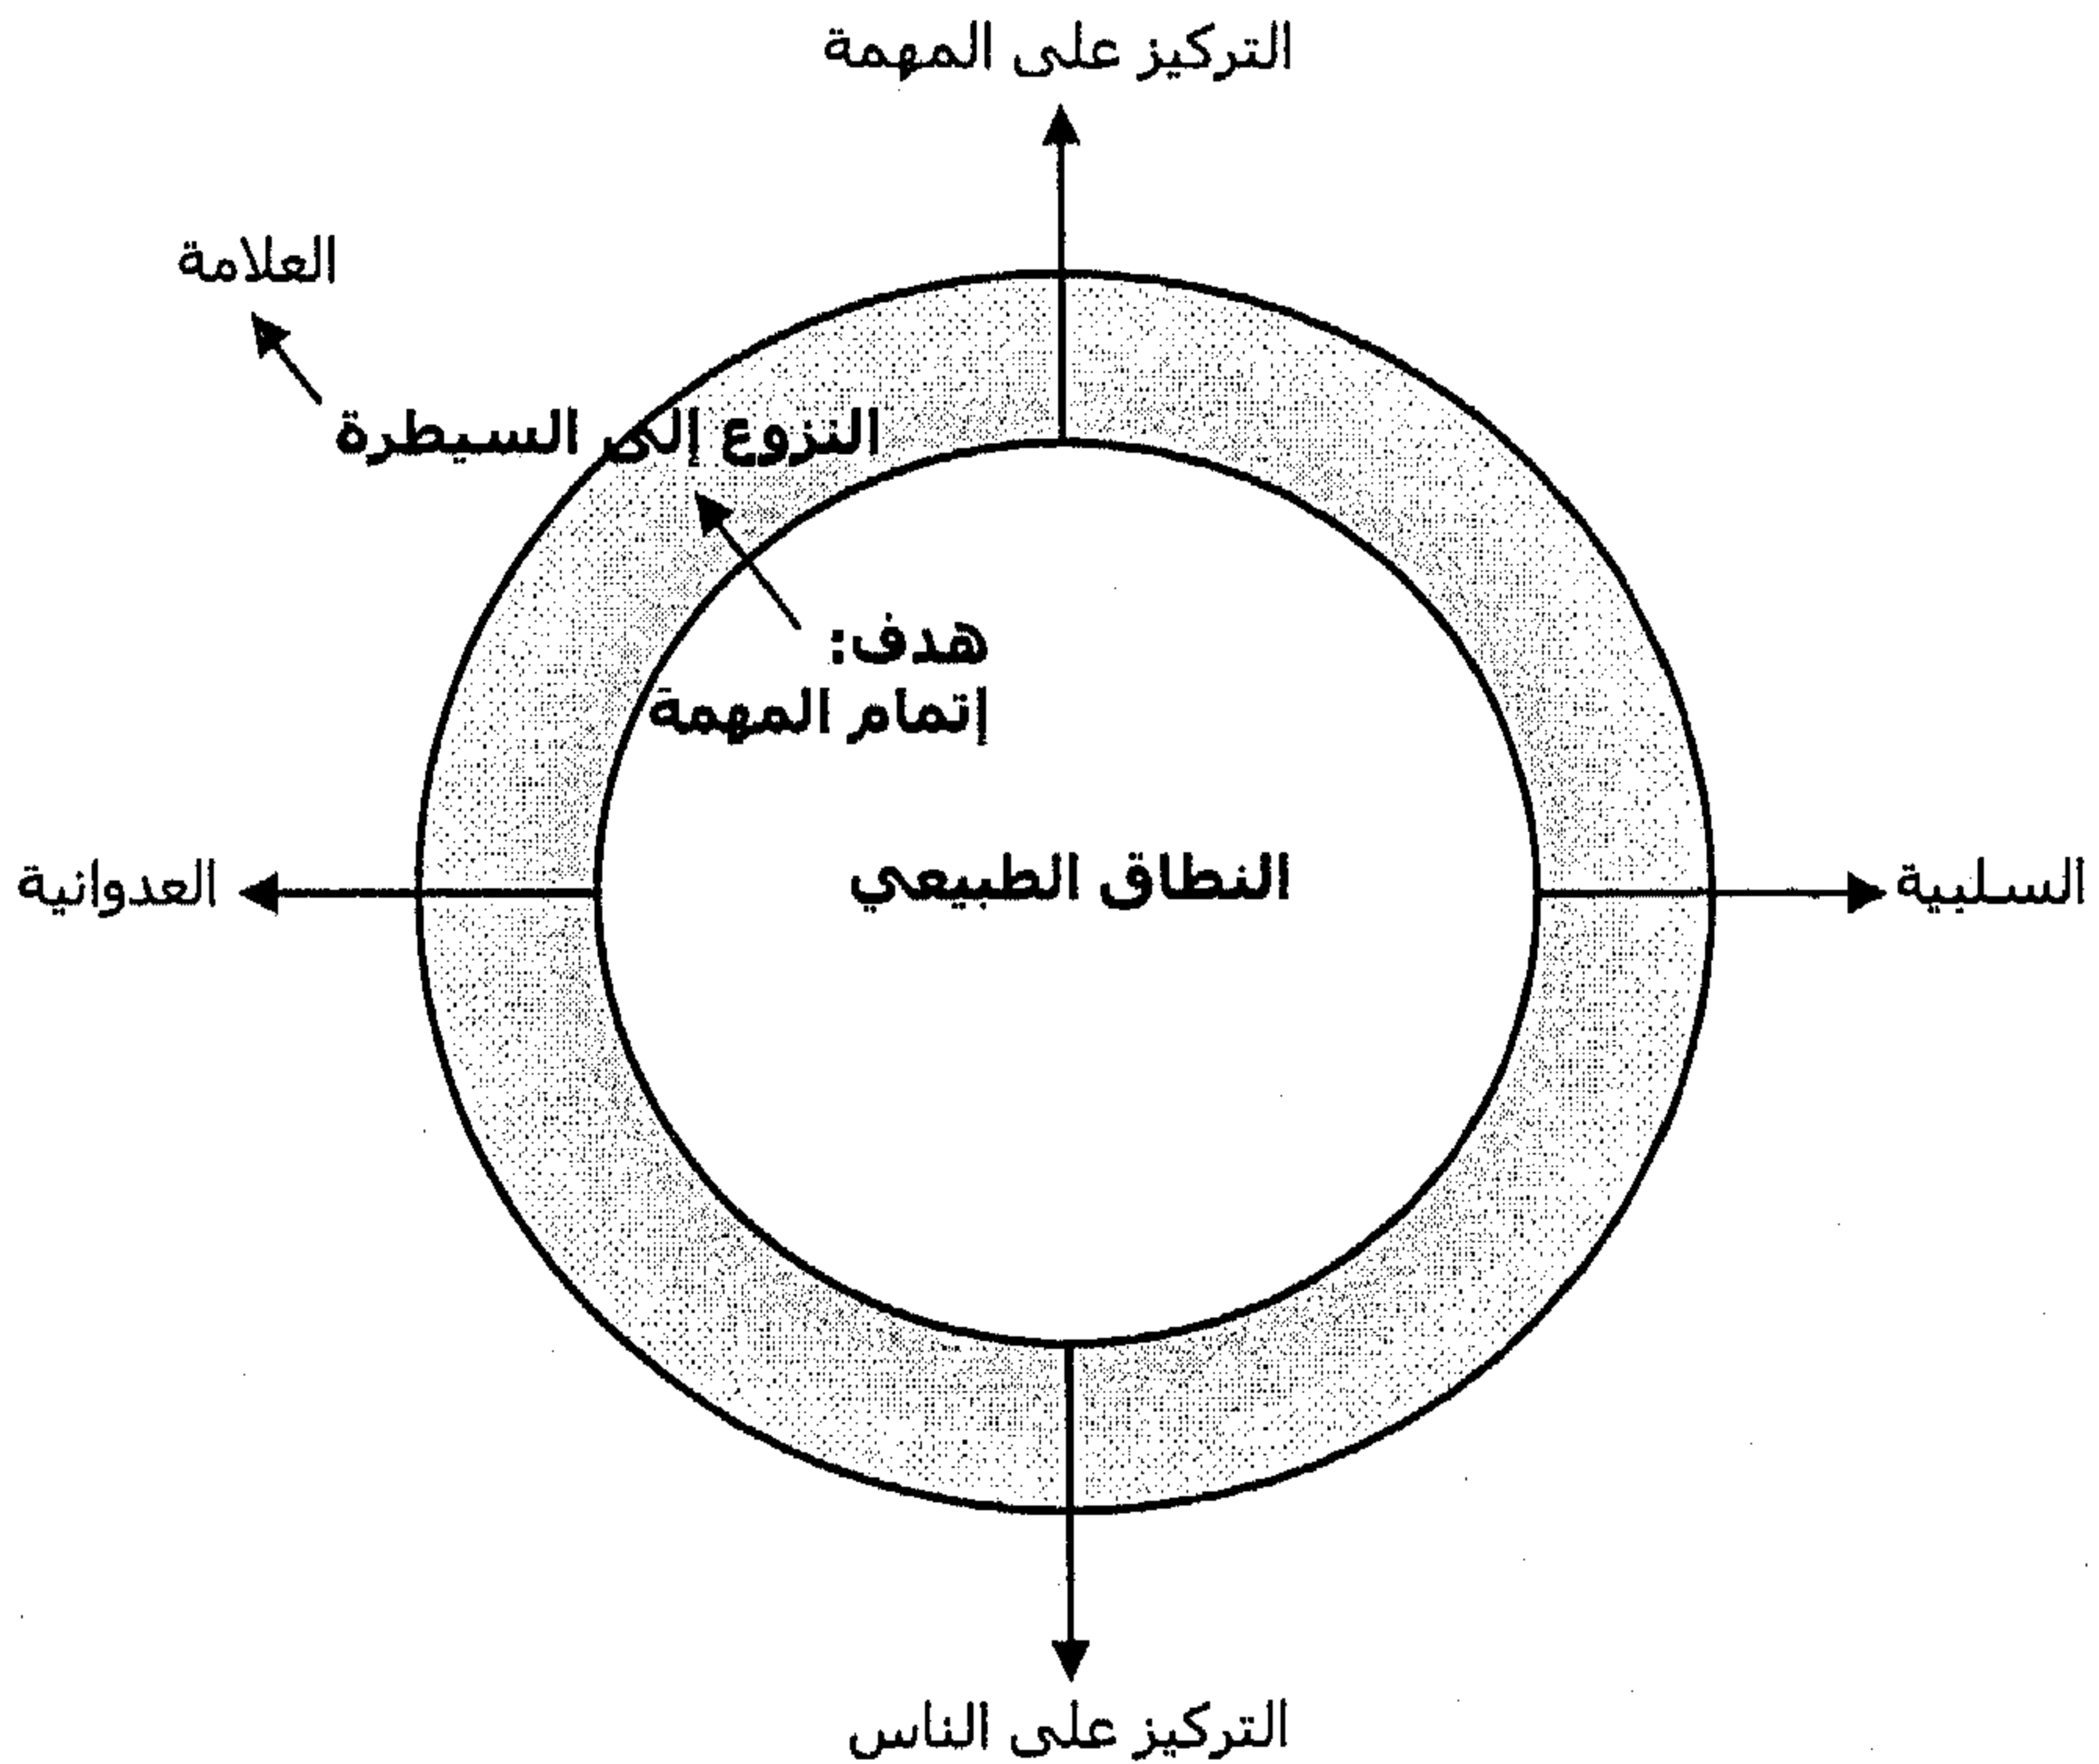 التركيز على المهمة
العلامة
النزوع إلى السيطرة
هدف:
إتمام المهمة
النطاق الطبيعي
العدوانية
السلبية
التركيز على الناس